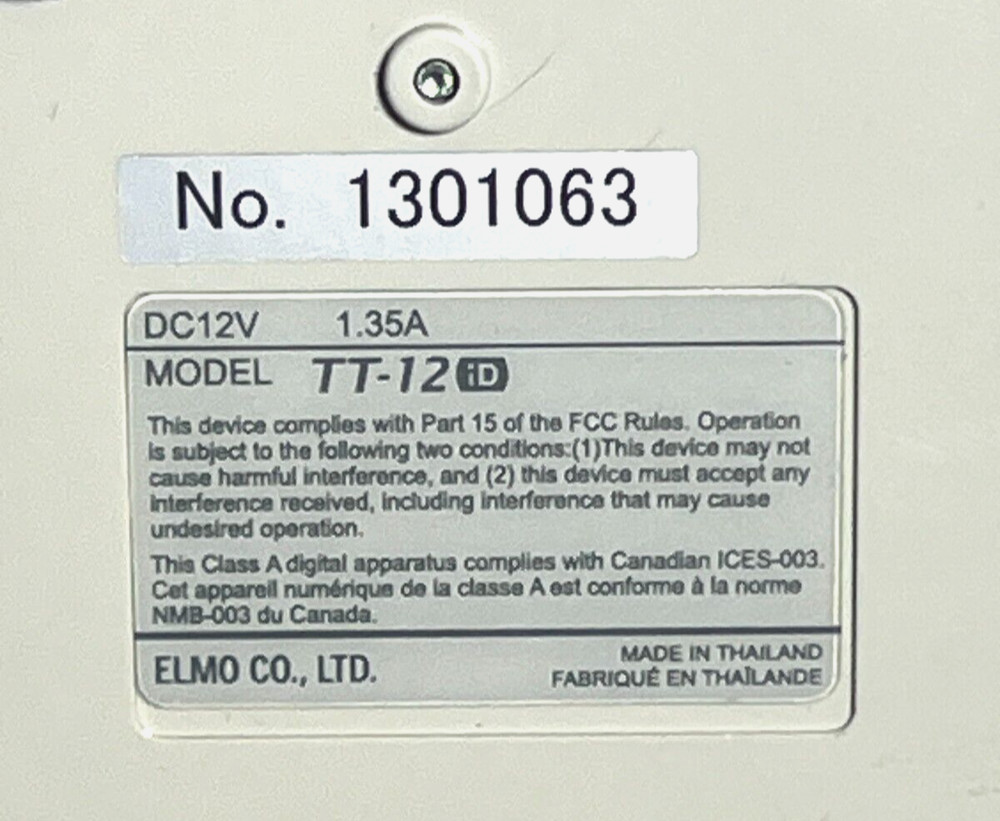 No. 1301063
DC12V 1.35A
MODEL TT-12 iD
This device complies with Part 15 of the FCC Rules. Operation
is subject to the following two conditions:(1)This device may not
cause harmful interference, and (2) this device must accept any
interference received, including interference that may cause
undesired operation.
This Class A digital apparatus complies with Canadian ICES-003.
Cet appareil numérique de la classe A est conforme à la norme
NMB-003 du Canada.
ELMO CO., LTD.
MADE IN THAILAND
FABRIQUÉ EN THAÏLANDE